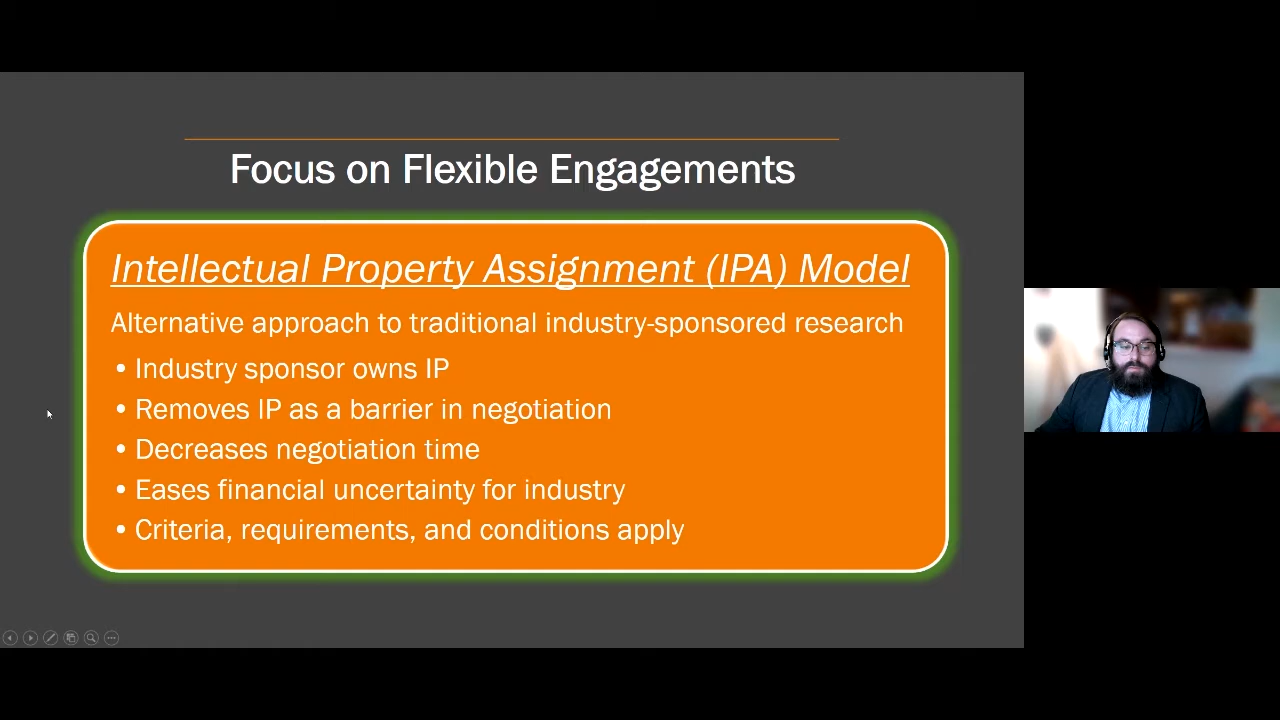 Focus on Flexible Engagements
Intellectual Property Assignment (IPA) Model
Alternative approach to traditional industry-sponsored research
• Industry sponsor owns IP
• Removes IP as a barrier in negotiation
• Decreases negotiation time
• Eases financial uncertainty for industry
• Criteria, requirements, and conditions apply